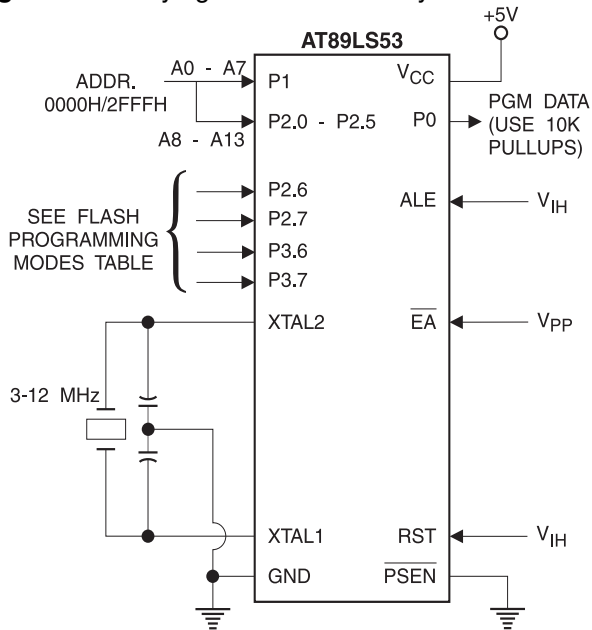 +5V
AT89LS53
A0 - A7
ADDR.
0000H/2FFFH
A8 - A13
P1
P2.0 - P2.5
VCC
P0
PGM DATA
(USE 10K
PULLUPS)
SEE FLASH
PROGRAMMING
MODES TABLE
P2.6
P2.7
P3.6
P3.7
ALE
VIH
XTAL2
EA
VPP
3-12 MHz
XTAL1
RST
VIH
GND
PSEN